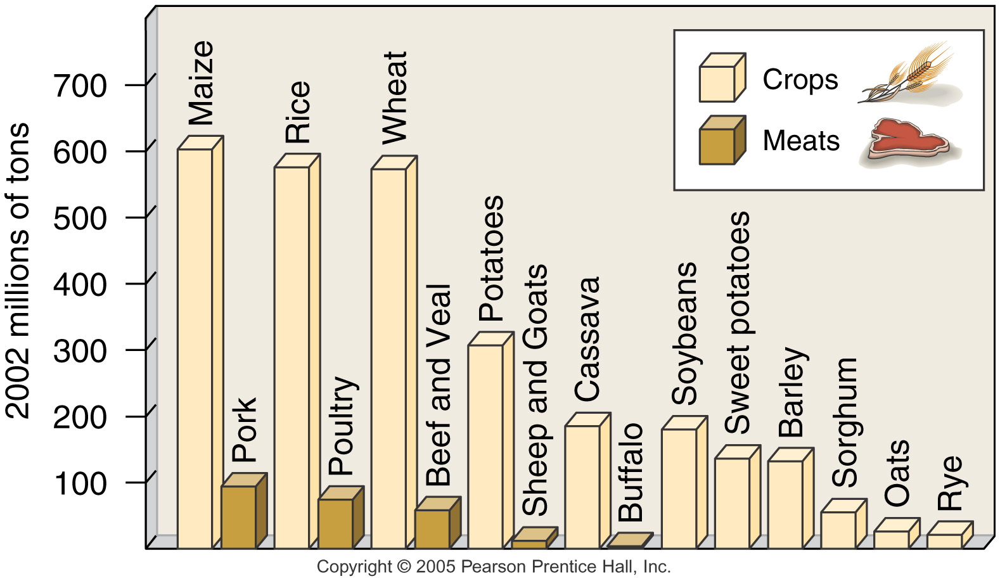 2002 millions of tons
700
600
500
400
300
200
100
Maize
Pork
Rice
Poultry
Wheat
Beef and Veal
Potatoes
Sheep and Goats
Cassava
Buffalo
Soybeans
Sweet potatoes
Barley
Sorghum
Oats
Rye
Crops
Meats
Copyright © 2005 Pearson Prentice Hall, Inc.